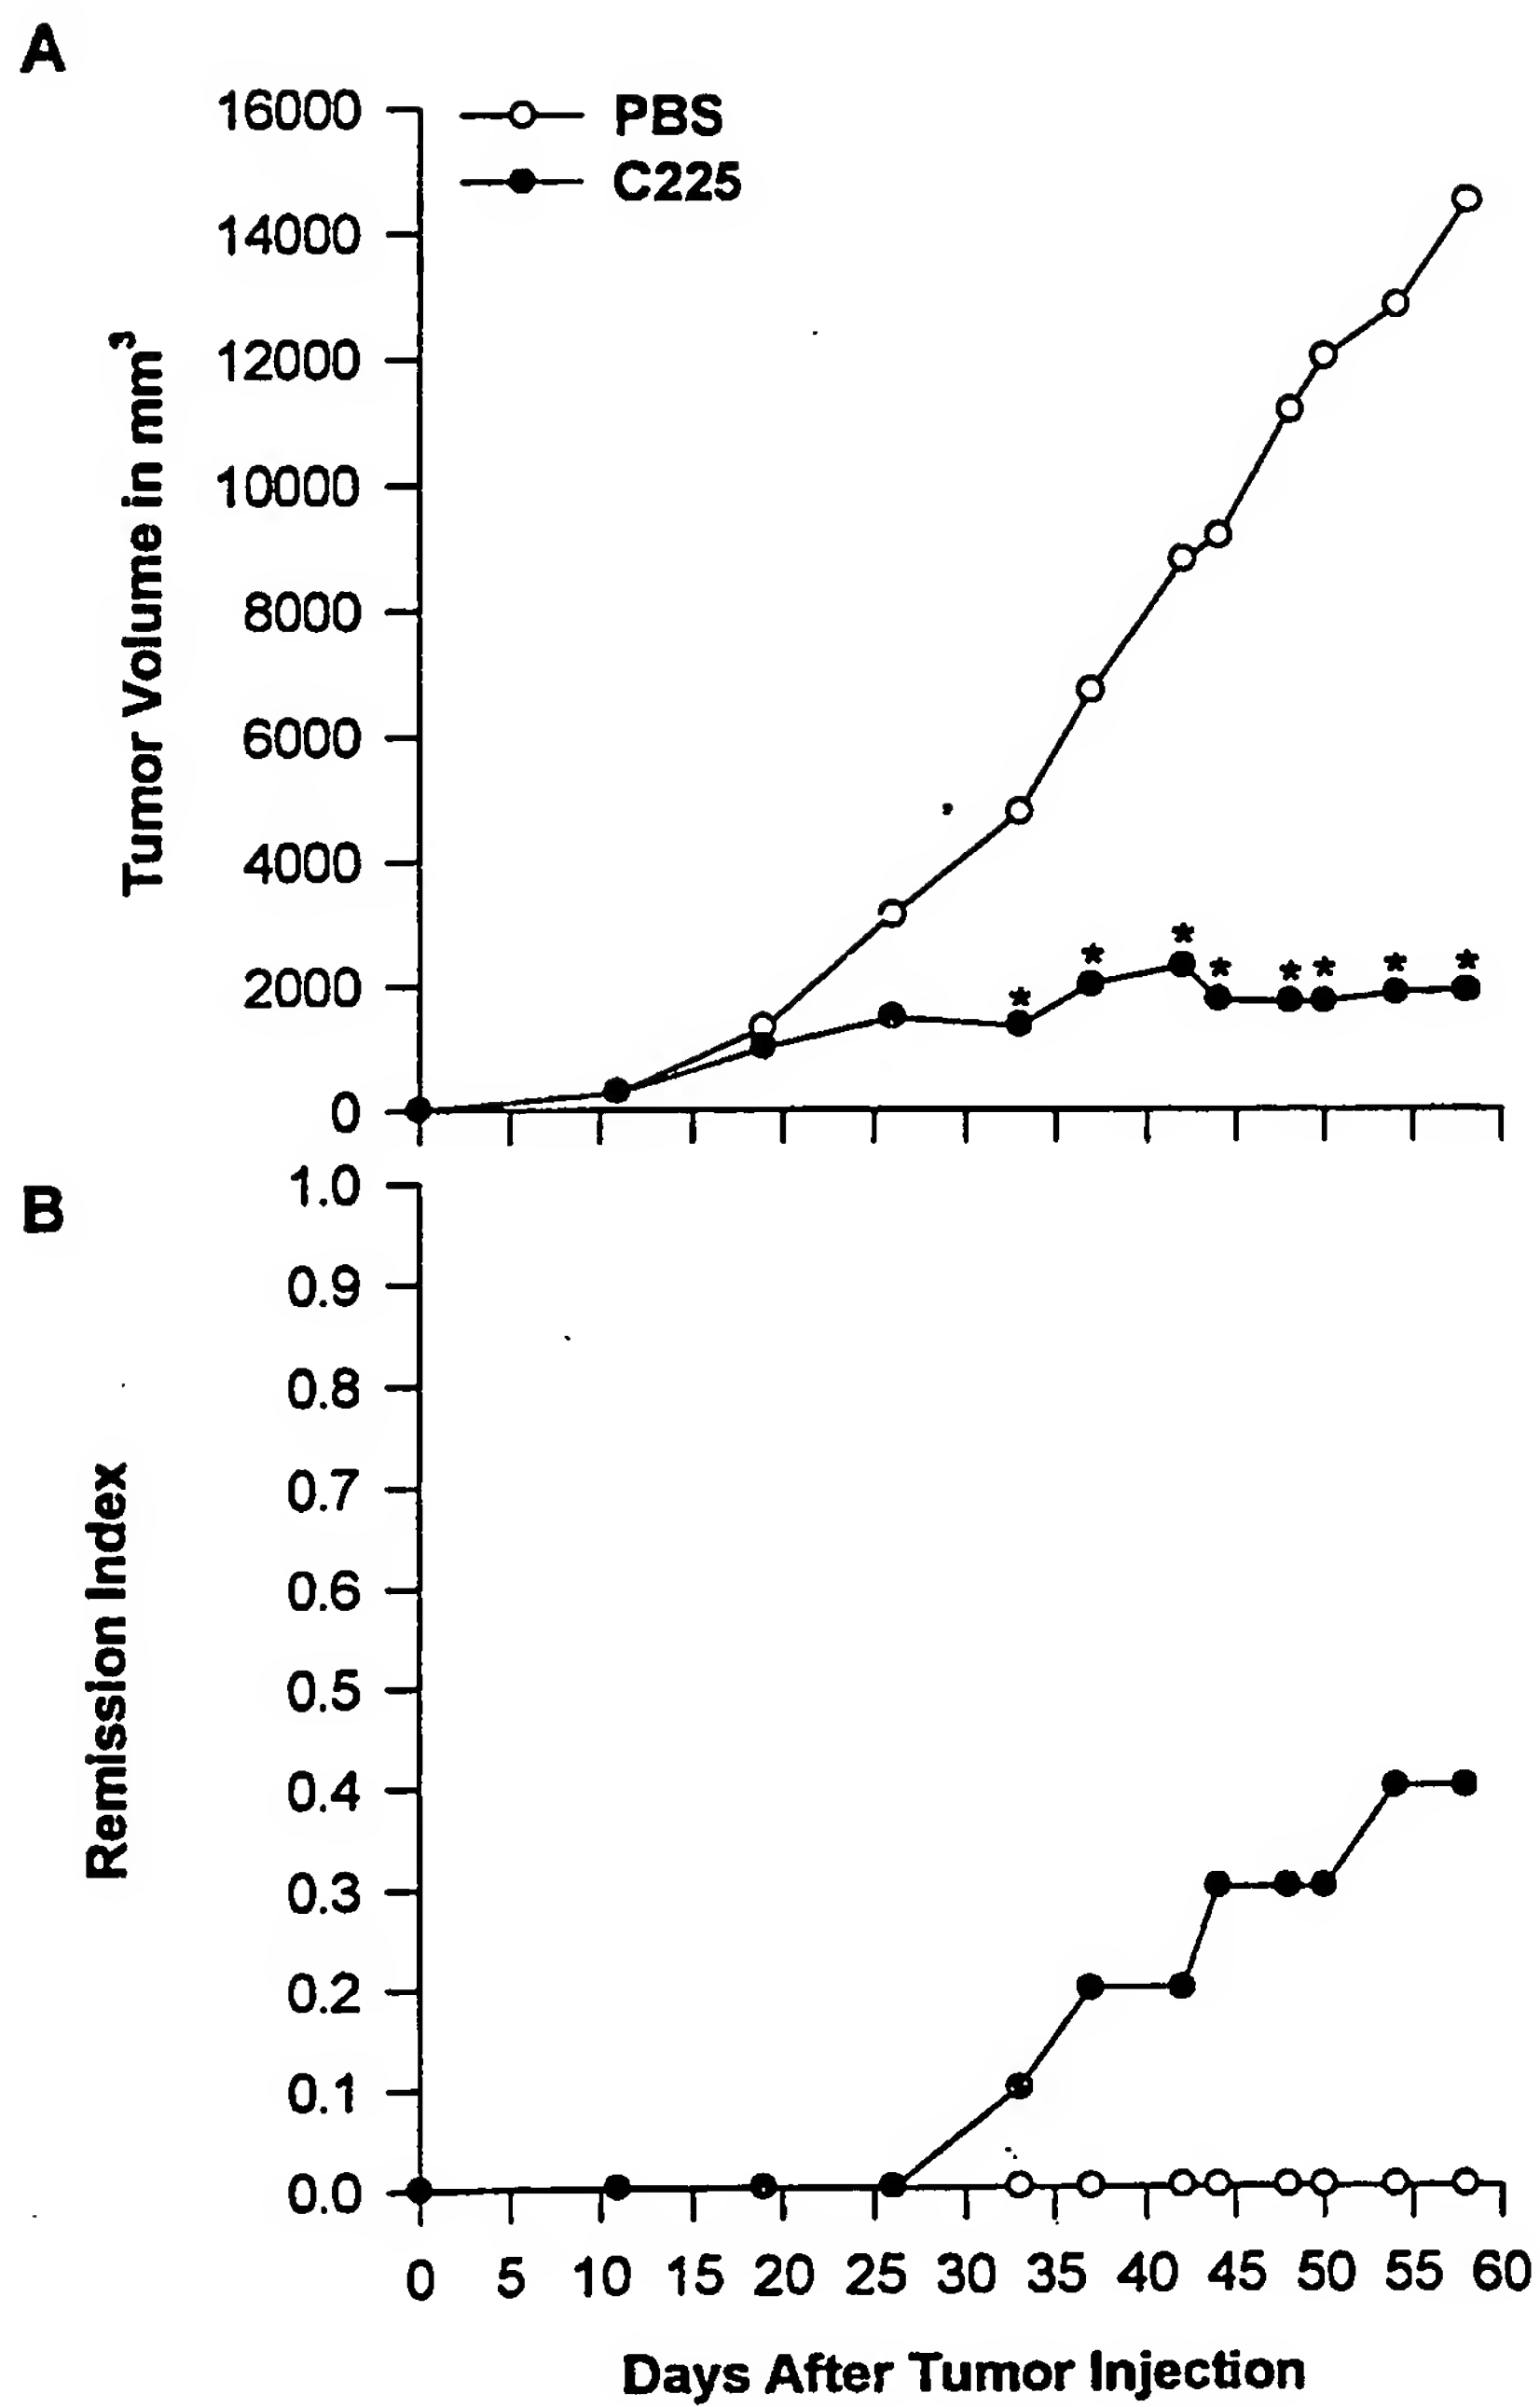 A
16000
14000
12000
10000
8000
6000
4000
2000
0
Tumor Volume in mm³
PBS
C225
* * * * * * * *
B
1.0
0.9
0.8
0.7
0.6
0.5
0.4
0.3
0.2
0.1
0.0
Remission Index
0 5 10 15 20 25 30 35 40 45 50 55 60
Days After Tumor Injection